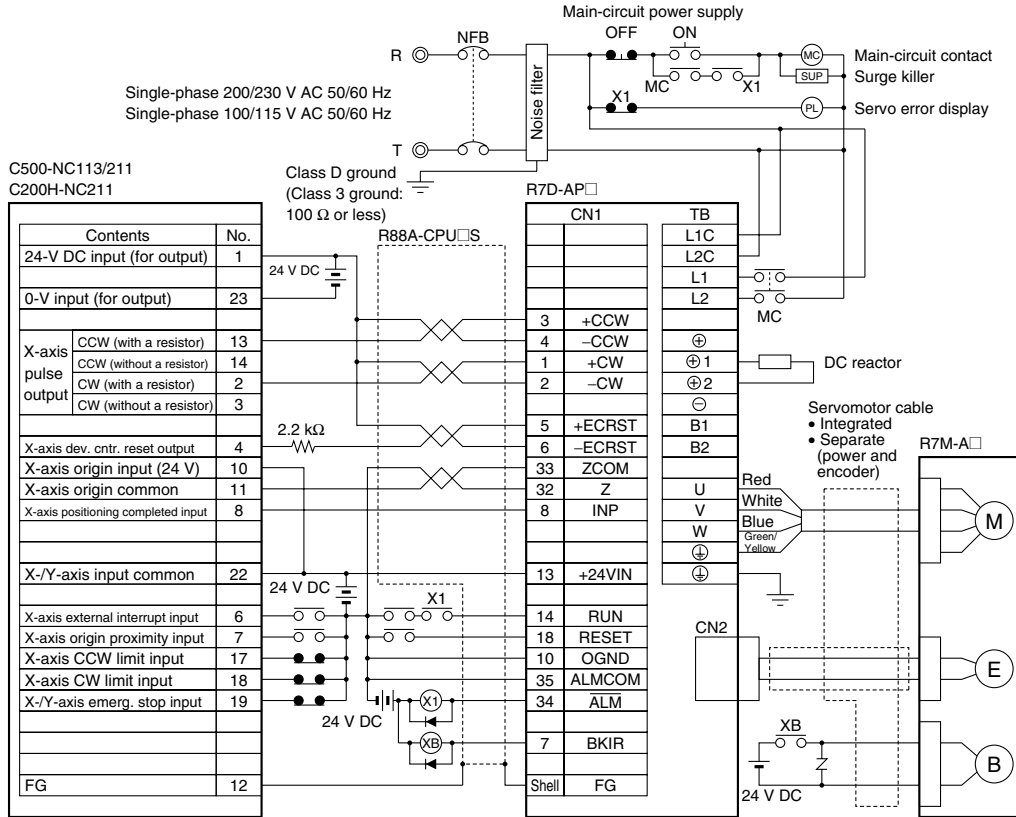 Main-circuit power supply
OFF ON
NFB
R
MC Main-circuit contact
SUP Surge killer
MC X1
X1
PL Servo error display
Noise filter
Single-phase 200/230 V AC 50/60 Hz
Single-phase 100/115 V AC 50/60 Hz
T
C500-NC113/211
C200H-NC211
Class D ground
(Class 3 ground:
100 Ω or less)
R7D-AP□
R88A-CPU□S
Contents No.
24-V DC input (for output) 1
0-V input (for output) 23
X-axis pulse output
CCW (with a resistor) 13
CCW (without a resistor) 14
CW (with a resistor) 2
CW (without a resistor) 3
X-axis dev. cntr. reset output 4
X-axis origin input (24 V) 10
X-axis origin common 11
X-axis positioning completed input 8
X-/Y-axis input common 22
X-axis external interrupt input 6
X-axis origin proximity input 7
X-axis CCW limit input 17
X-axis CW limit input 18
X-/Y-axis emerg. stop input 19
FG 12
24 V DC
2.2 kΩ
24 V DC
X1
24 V DC
X1
XB
CN1
3 +CCW
4 −CCW
1 +CW
2 −CW
5 +ECRST
6 −ECRST
33 ZCOM
32 Z
8 INP
13 +24VIN
14 RUN
18 RESET
10 OGND
35 ALMCOM
34 ALM
7 BKIR
Shell FG
TB
L1C
L2C
L1
L2
⊕
⊕1
⊕2
⊖
B1
B2
U
V
W
MC
DC reactor
Servomotor cable
• Integrated
• Separate
(power and
encoder)
R7M-A□
Red
White
Blue
Green/
Yellow
M
CN2
E
XB
24 V DC
B